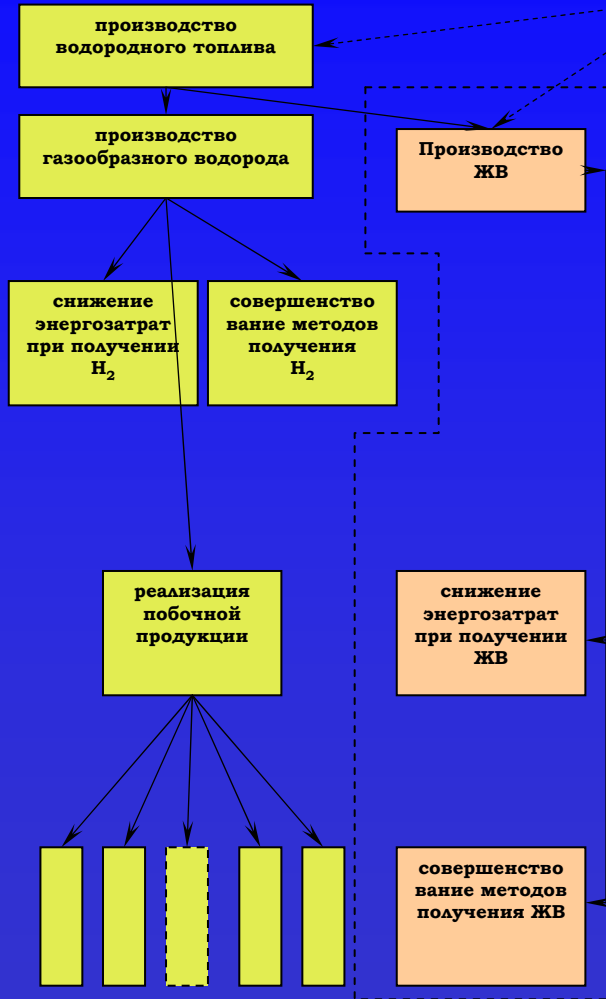 производство
водородного топлива
производство
газообразного водорода
Производство
ЖВ
снижение
энергозатрат
при получении
H₂
совершенство
вание методов
получения
H₂
реализация
побочной
продукции
снижение
энергозатрат
при получении
ЖВ
совершенство
вание методов
получения ЖВ